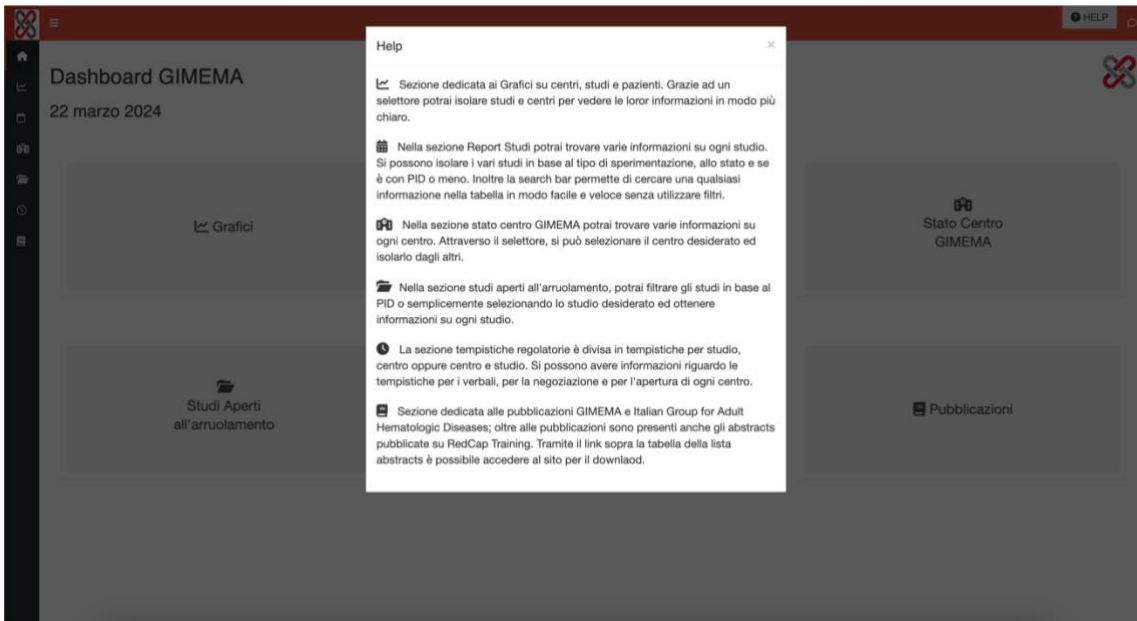 HELP
Help
×
Dashboard GIMEMA
22 marzo 2024
Sezione dedicata ai Grafici su centri, studi e pazienti. Grazie ad un
selettore potrai isolare studi e centri per vedere le loror informazioni in modo più
chiaro.
Nella sezione Report Studi potrai trovare varie informazioni su ogni studio.
Si possono isolare i vari studi in base al tipo di sperimentazione, allo stato e se
è con PID o meno. Inoltre la search bar permette di cercare una qualsiasi
informazione nella tabella in modo facile e veloce senza utilizzare filtri.
Nella sezione stato centro GIMEMA potrai trovare varie informazioni su
ogni centro. Attraverso il selettore, si può selezionare il centro desiderato ed
isolarlo dagli altri.
Nella sezione studi aperti all'arruolamento, potrai filtrare gli studi in base al
PID o semplicemente selezionando lo studio desiderato ed ottenere
informazioni su ogni studio.
La sezione tempistiche regolatorie è divisa in tempistiche per studio,
centro oppure centro e studio. Si possono avere informazioni riguardo le
tempistiche per i verbali, per la negoziazione e per l'apertura di ogni centro.
Sezione dedicata alle pubblicazioni GIMEMA e Italian Group for Adult
Hematologic Diseases; oltre alle pubblicazioni sono presenti anche gli abstracts
pubblicate su RedCap Training. Tramite il link sopra la tabella della lista
abstracts è possibile accedere al sito per il downlaod.
Grafici
Stato Centro
GIMEMA
Studi Aperti
all'arruolamento
Pubblicazioni